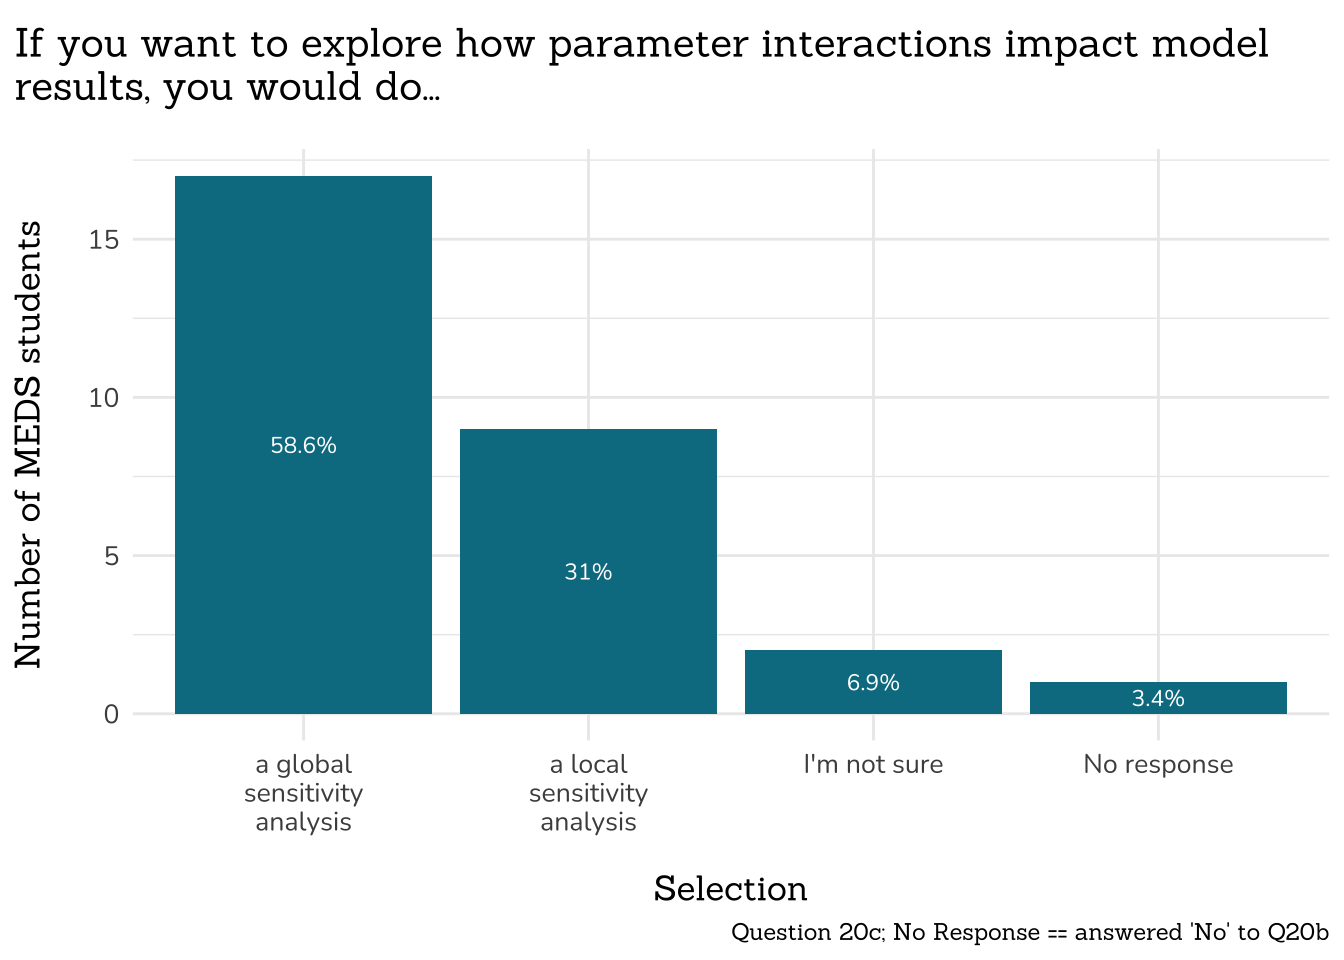 If you want to explore how parameter interactions impact model
results, you would do...
Number of MEDS students
15
10
5
0
58.6%
31%
6.9%
3.4%
a global
sensitivity
analysis
a local
sensitivity
analysis
I'm not sure
No response
Selection
Question 20c; No Response == answered 'No' to Q20b